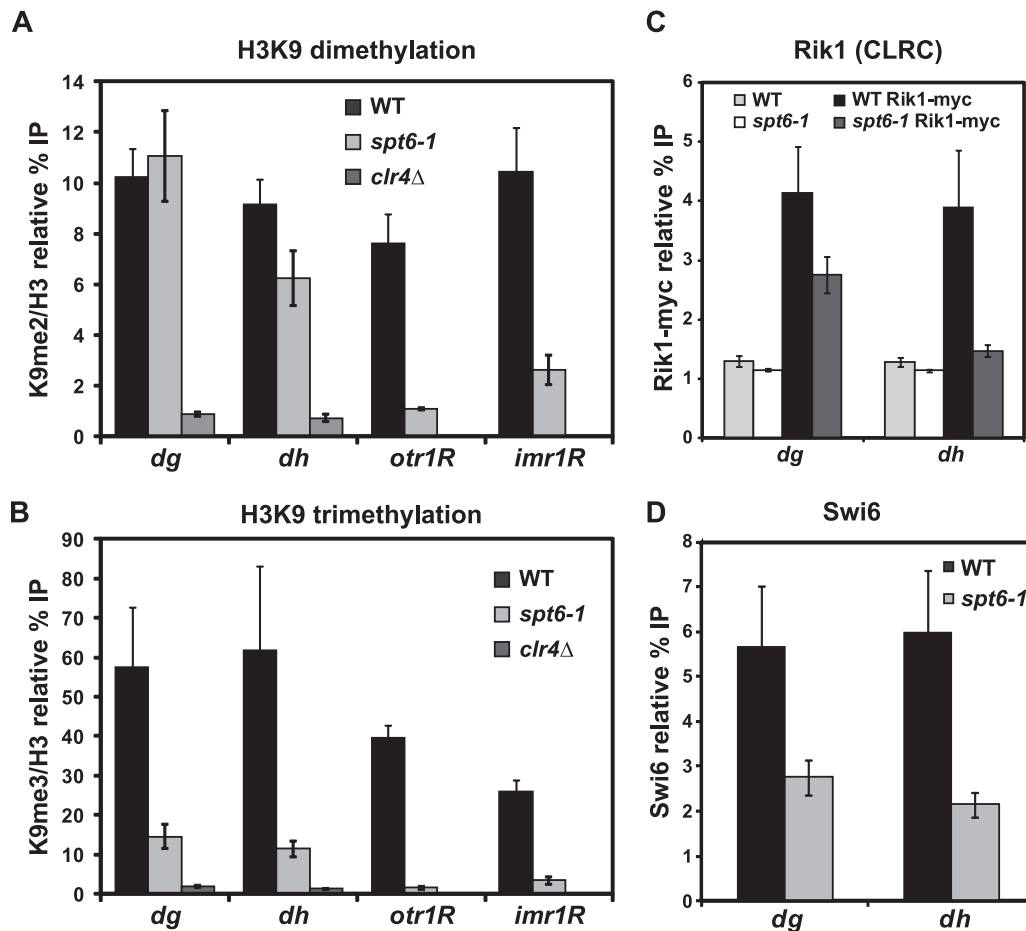 A
H3K9 dimethylation
K9me2/H3 relative % IP
14
12
10
8
6
4
2
0
WT
spt6-1
clr4Δ
dg
dh
otr1R
imr1R
B
H3K9 trimethylation
K9me3/H3 relative % IP
90
80
70
60
50
40
30
20
10
0
WT
spt6-1
clr4Δ
dg
dh
otr1R
imr1R
C
Rik1 (CLRC)
Rik1-myc relative % IP
6
5
4
3
2
1
0
WT
WT Rik1-myc
spt6-1
spt6-1 Rik1-myc
dg
dh
D
Swi6
Swi6 relative % IP
8
7
6
5
4
3
2
1
0
WT
spt6-1
dg
dh